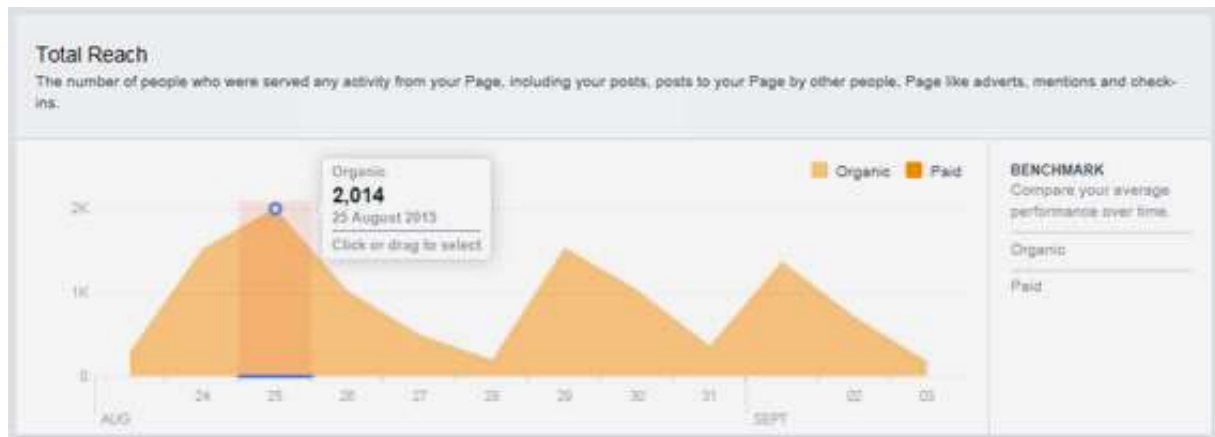 Total Reach
The number of people who were served any activity from your Page, including your posts, posts to your Page by other people, Page like adverts, mentions and check-
ins.
Organic
2,014
25 August 2015
Click or drag to select
Organic Paid
BENCHMARK
Compare your average
performance over time.
Organic
Paid
2K
1K
0
24 25 26 27 28 29 30 31 02 03
AUG SEPT